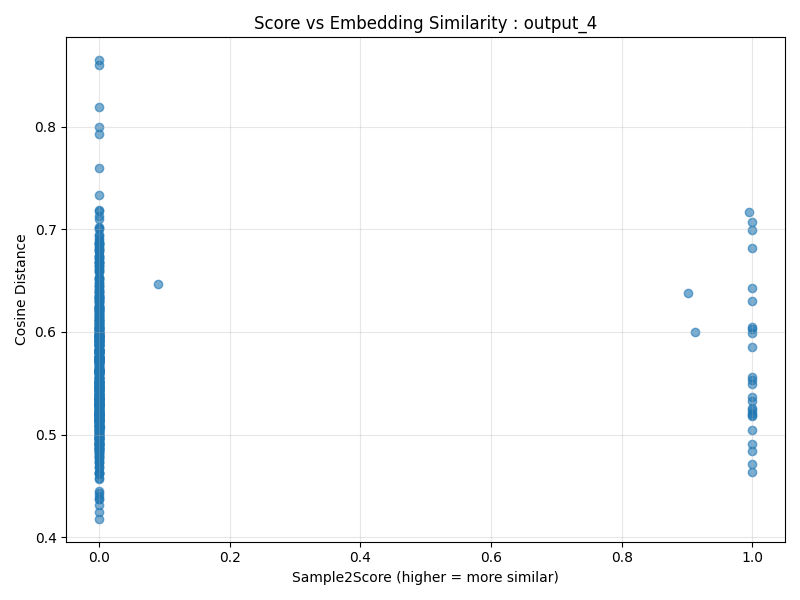 Score vs Embedding Similarity : output_4
Cosine Distance
0.8
0.7
0.6
0.5
0.4
0.0 0.2 0.4 0.6 0.8 1.0
Sample2Score (higher = more similar)